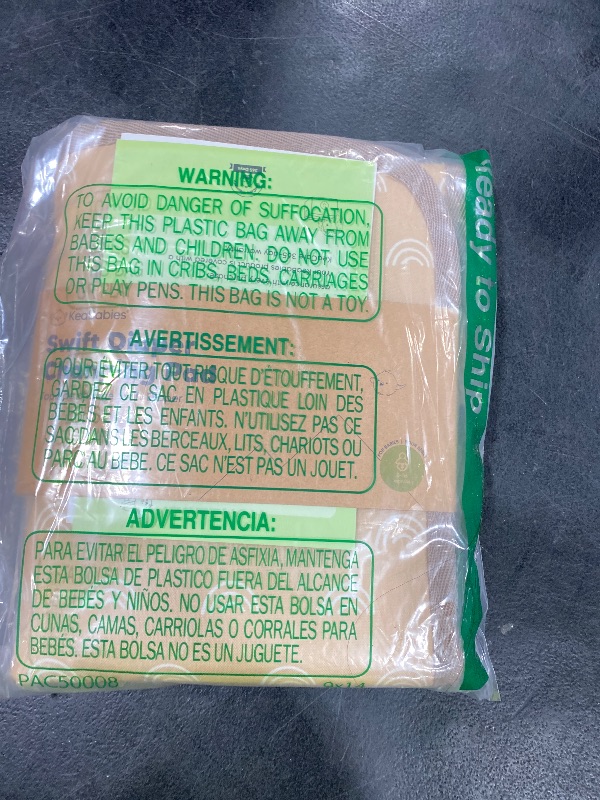 WARNING:
TO AVOID DANGER OF SUFFOCATION,
KEEP THIS PLASTIC BAG AWAY FROM
BABIES AND CHILDREN. DO NOT USE
THIS BAG IN CRIBS, BEDS, CARRIAGES
OR PLAY PENS. THIS BAG IS NOT A TOY.
KeaBabies
Swift Diaper
AVERTISSEMENT:
POUR ÉVITER TOUT RISQUE D'ÉTOUFFEMENT,
GARDEZ CE SAC EN PLASTIQUE LOIN DES
BÉBÉS ET LES ENFANTS. N'UTILISEZ PAS CE
SAC DANS LES BERCEAUX, LITS, CHARIOTS OU
PARC AU BEBE. CE SAC N'EST PAS UN JOUET.
ADVERTENCIA:
PARA EVITAR EL PELIGRO DE ASFIXIA, MANTENGA
ESTA BOLSA DE PLASTICO FUERA DEL ALCANCE
DE BEBÉS Y NIÑOS. NO USAR ESTA BOLSA EN
CUNAS, CAMAS, CARRIOLAS O CORRALES PARA
BEBÉS. ESTA BOLSA NO ES UN JUGUETE.
PAC50008 9x14
Ready to Ship